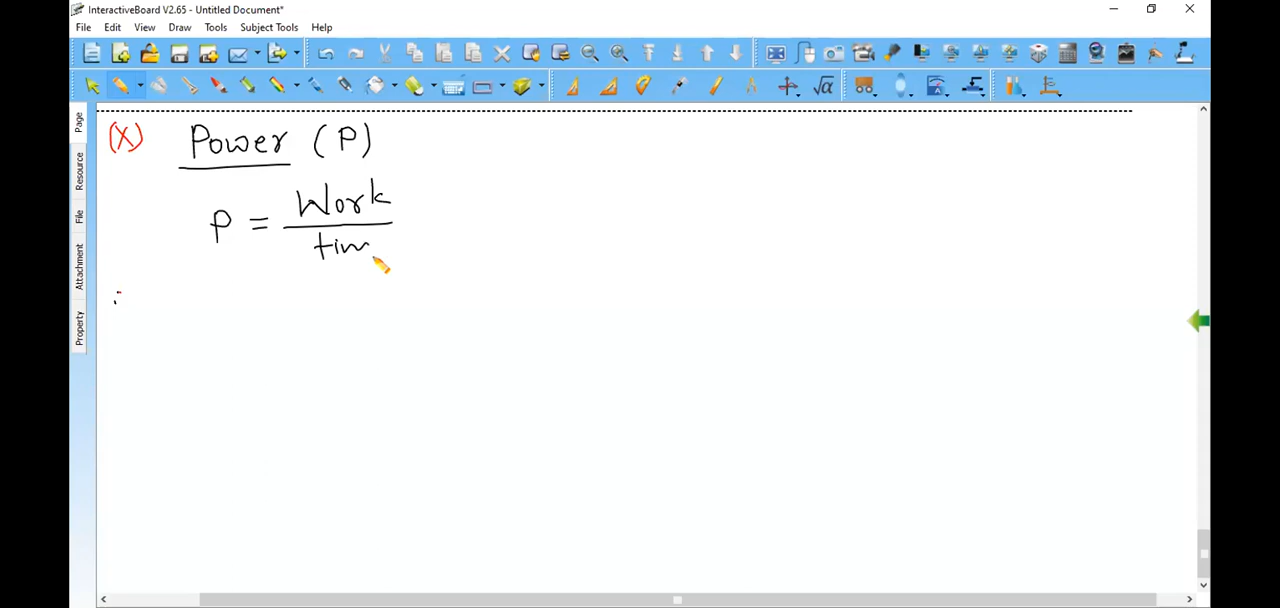 InteractiveBoard V2.65 - Untitled Document*
File Edit View Draw Tools Subject Tools Help
Page
Resource
File
Attachment
Property
(X) Power (P)
P = Work
tim